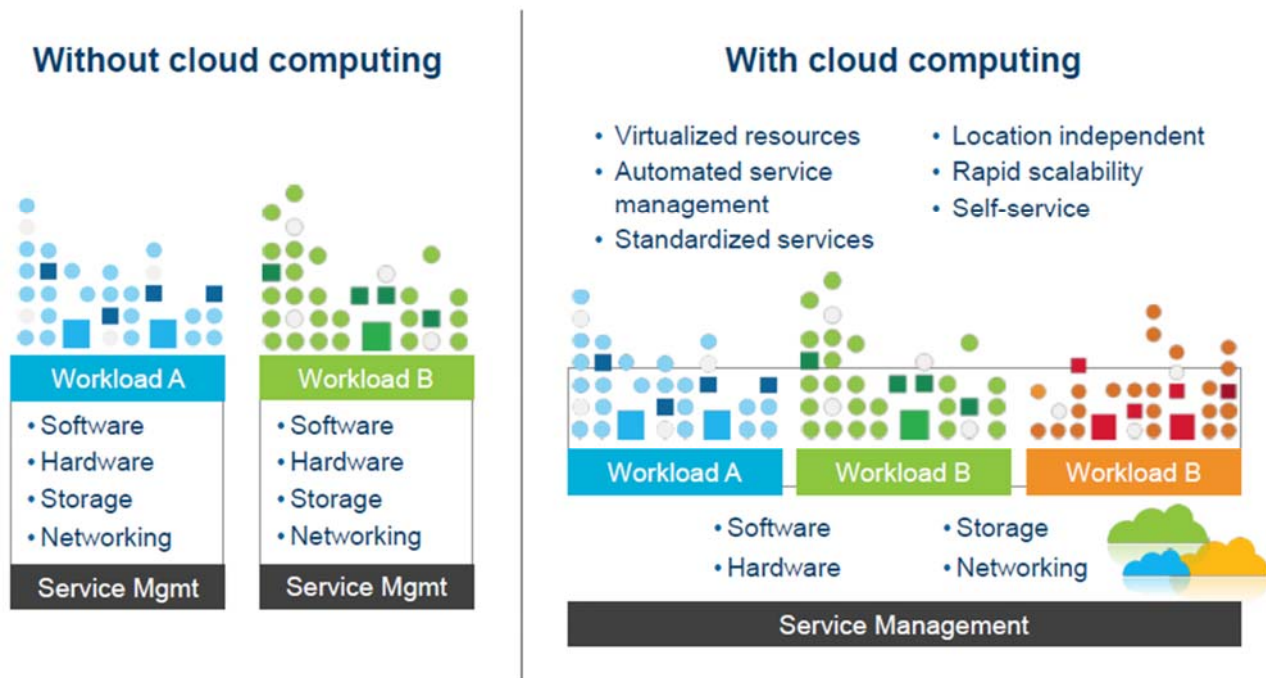 Without cloud computing
Workload A
• Software
• Hardware
• Storage
• Networking
Service Mgmt
Workload B
• Software
• Hardware
• Storage
• Networking
Service Mgmt
With cloud computing
• Virtualized resources
• Automated service
management
• Standardized services
• Location independent
• Rapid scalability
• Self-service
Workload A
Workload B
Workload B
• Software
• Hardware
• Storage
• Networking
Service Management